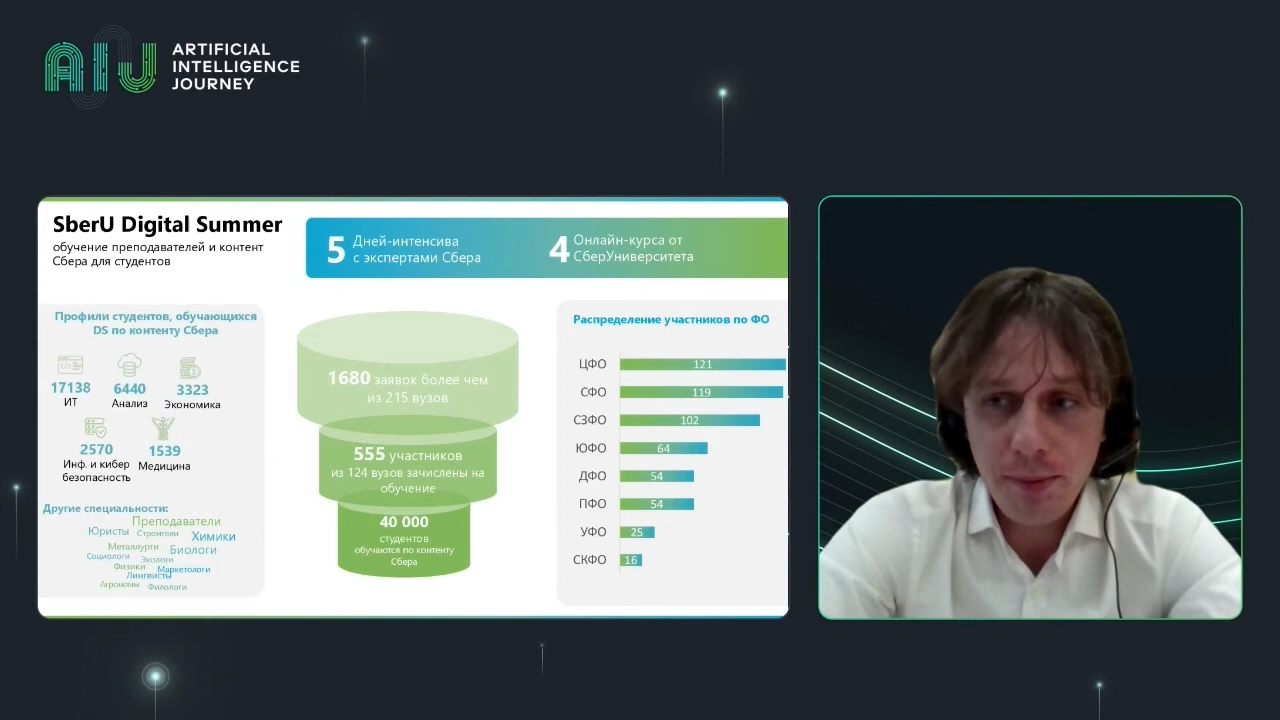 ARTIFICIAL
INTELLIGENCE
JOURNEY
SberU Digital Summer
обучение преподавателей и контент
Сбера для студентов
5 Дней-интенсива
с экспертами Сбера
4 Онлайн-курса от
СберУниверситета
Профили студентов, обучающихся
DS по контенту Сбера
17138
ИТ
6440
Анализ
3323
Экономика
2570
Инф. и кибер
безопасность
1539
Медицина
Другие специальности:
Преподаватели
Юристы Строители Химики
Металлурги Биологи
Социологи Экологи
Физики Маркетологи
Лингвисты
Агрономы Филологи
1680 заявок более чем
из 215 вузов
555 участников
из 124 вузов зачислены на
обучение
40 000
студентов
обучаются по контенту
Сбера
Распределение участников по ФО
ЦФО 121
СФО 119
СЗФО 102
ЮФО 64
ДФО 54
ПФО 54
УФО 25
СКФО 16